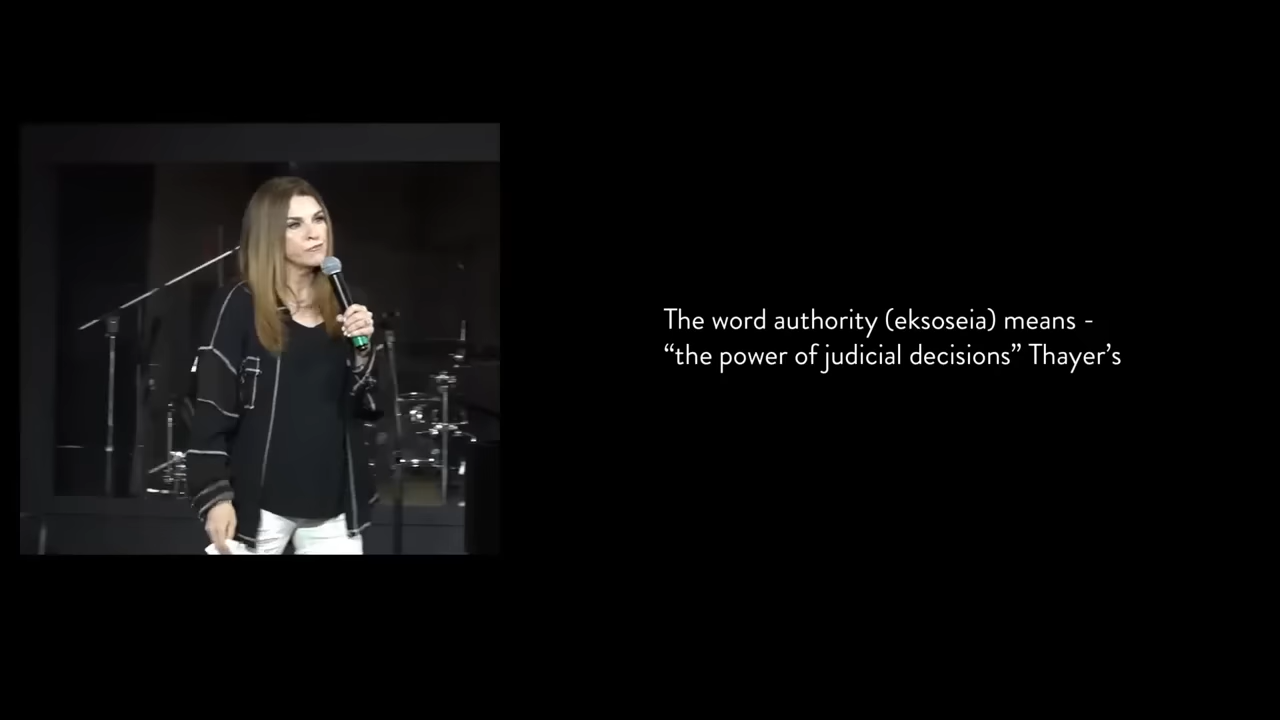 The word authority (eksoseia) means -
“the power of judicial decisions” Thayer’s